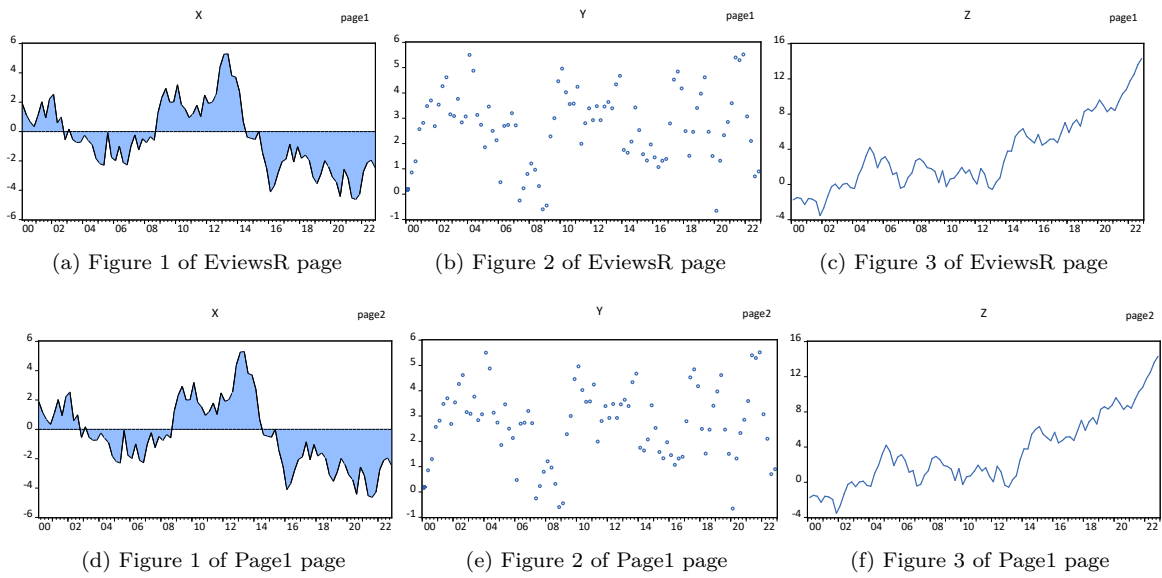 X page1
6
4
2
0
-2
-4
-6
00 02 04 06 08 10 12 14 16 18 20 22
(a) Figure 1 of EviewsR page
Y page1
6
5
4
3
2
1
0
-1
00 02 04 06 08 10 12 14 16 18 20 22
(b) Figure 2 of EviewsR page
Z page1
16
12
8
4
0
-4
00 02 04 06 08 10 12 14 16 18 20 22
(c) Figure 3 of EviewsR page
X page2
6
4
2
0
-2
-4
-6
00 02 04 06 08 10 12 14 16 18 20 22
(d) Figure 1 of Page1 page
Y page2
6
5
4
3
2
1
0
-1
00 02 04 06 08 10 12 14 16 18 20 22
(e) Figure 2 of Page1 page
Z page2
16
12
8
4
0
-4
00 02 04 06 08 10 12 14 16 18 20 22
(f) Figure 3 of Page1 page